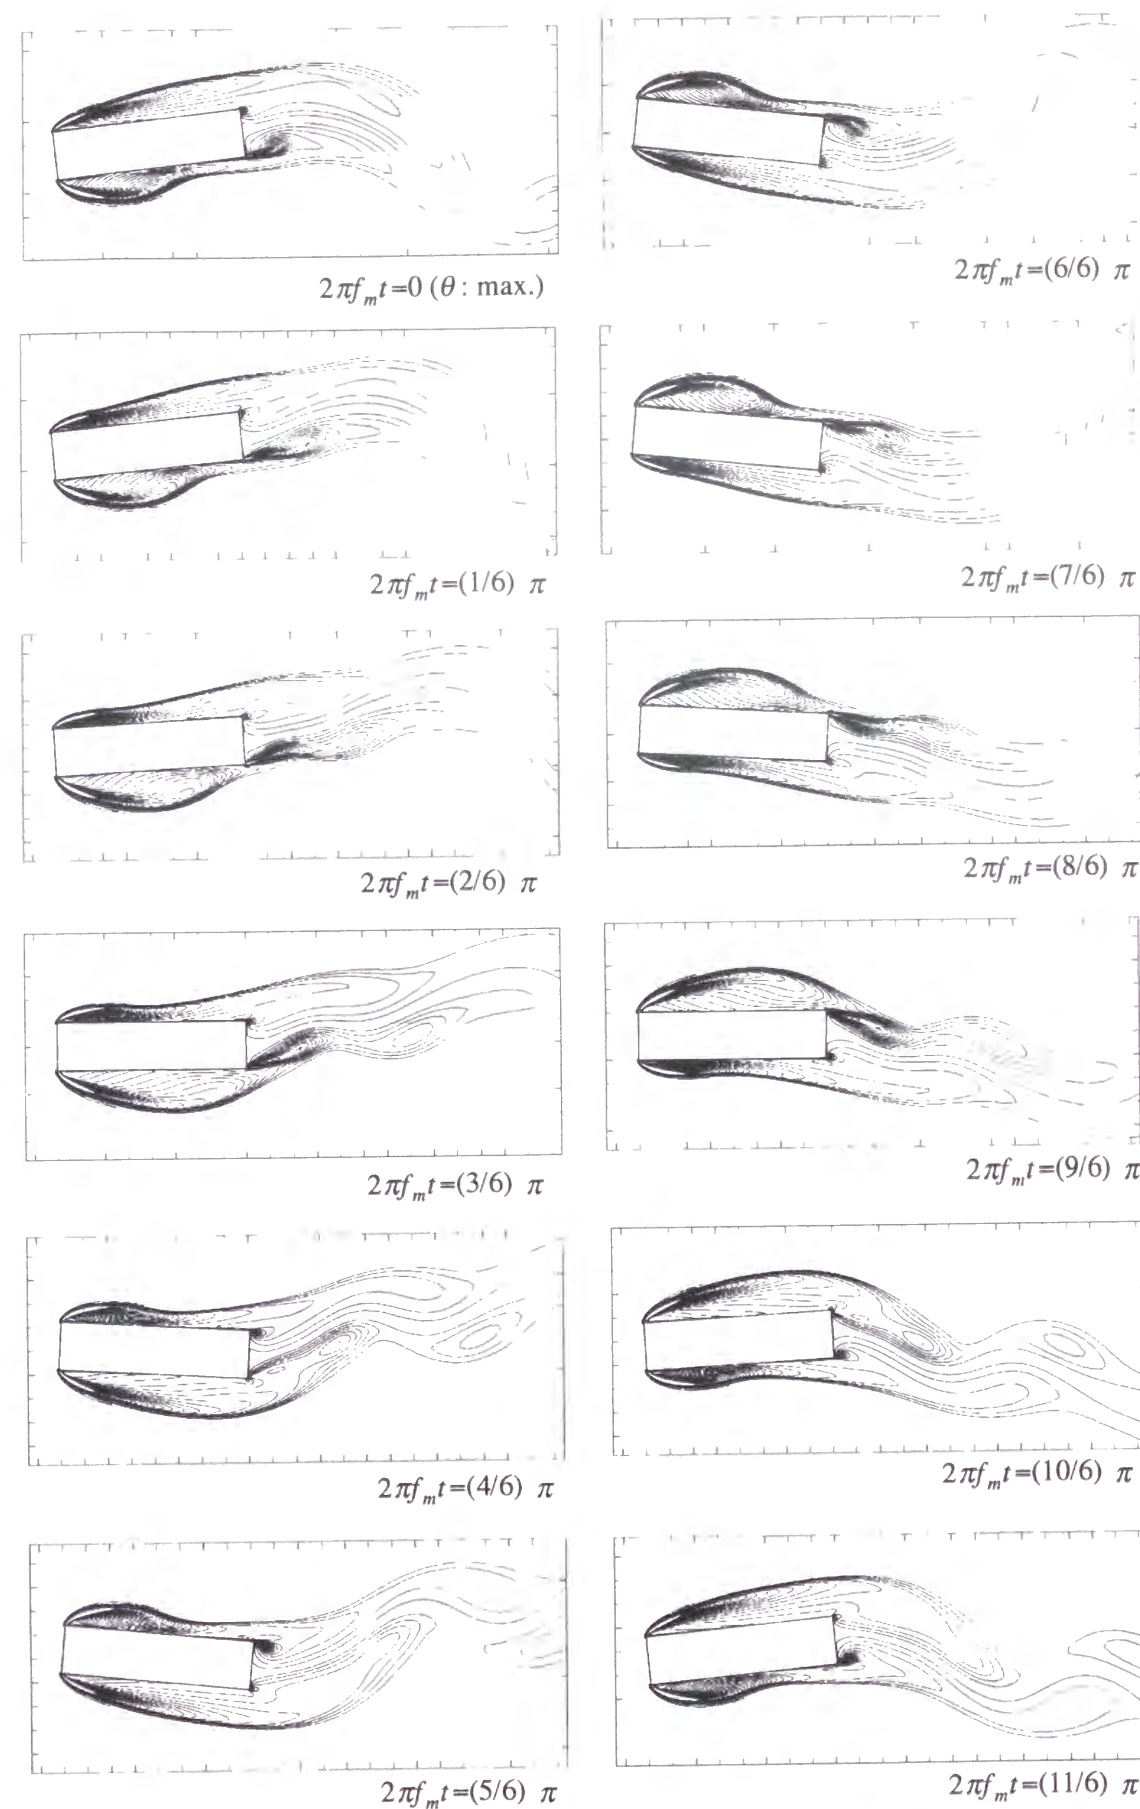 2πf_m t=0 (θ: max.)
2πf_m t=(1/6) π
2πf_m t=(2/6) π
2πf_m t=(3/6) π
2πf_m t=(4/6) π
2πf_m t=(5/6) π
2πf_m t=(6/6) π
2πf_m t=(7/6) π
2πf_m t=(8/6) π
2πf_m t=(9/6) π
2πf_m t=(10/6) π
2πf_m t=(11/6) π